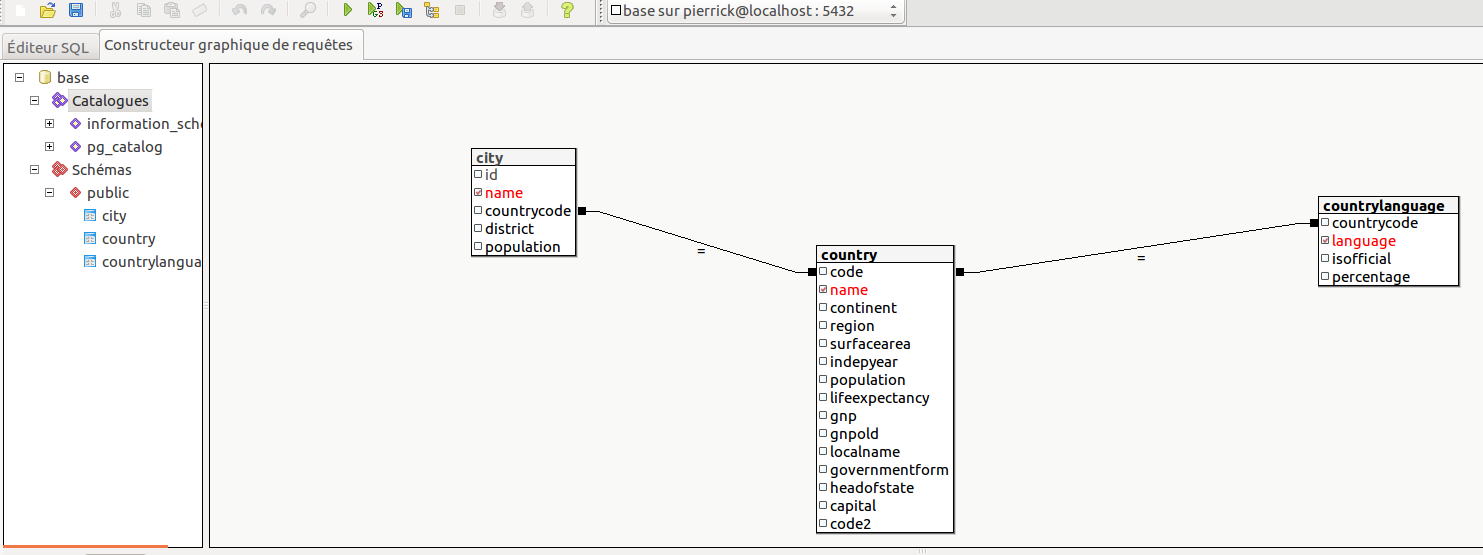 base sur pierrick@localhost : 5432
Éditeur SQL
Constructeur graphique de requêtes
base
Catalogues
information_sche
pg_catalog
Schémas
public
city
country
countrylangua
city
id
name
countrycode
district
population
=
country
code
name
continent
region
surfacearea
indepyear
population
lifeexpectancy
gnp
gnpold
localname
governmentform
headofstate
capital
code2
=
countrylanguage
countrycode
language
isofficial
percentage